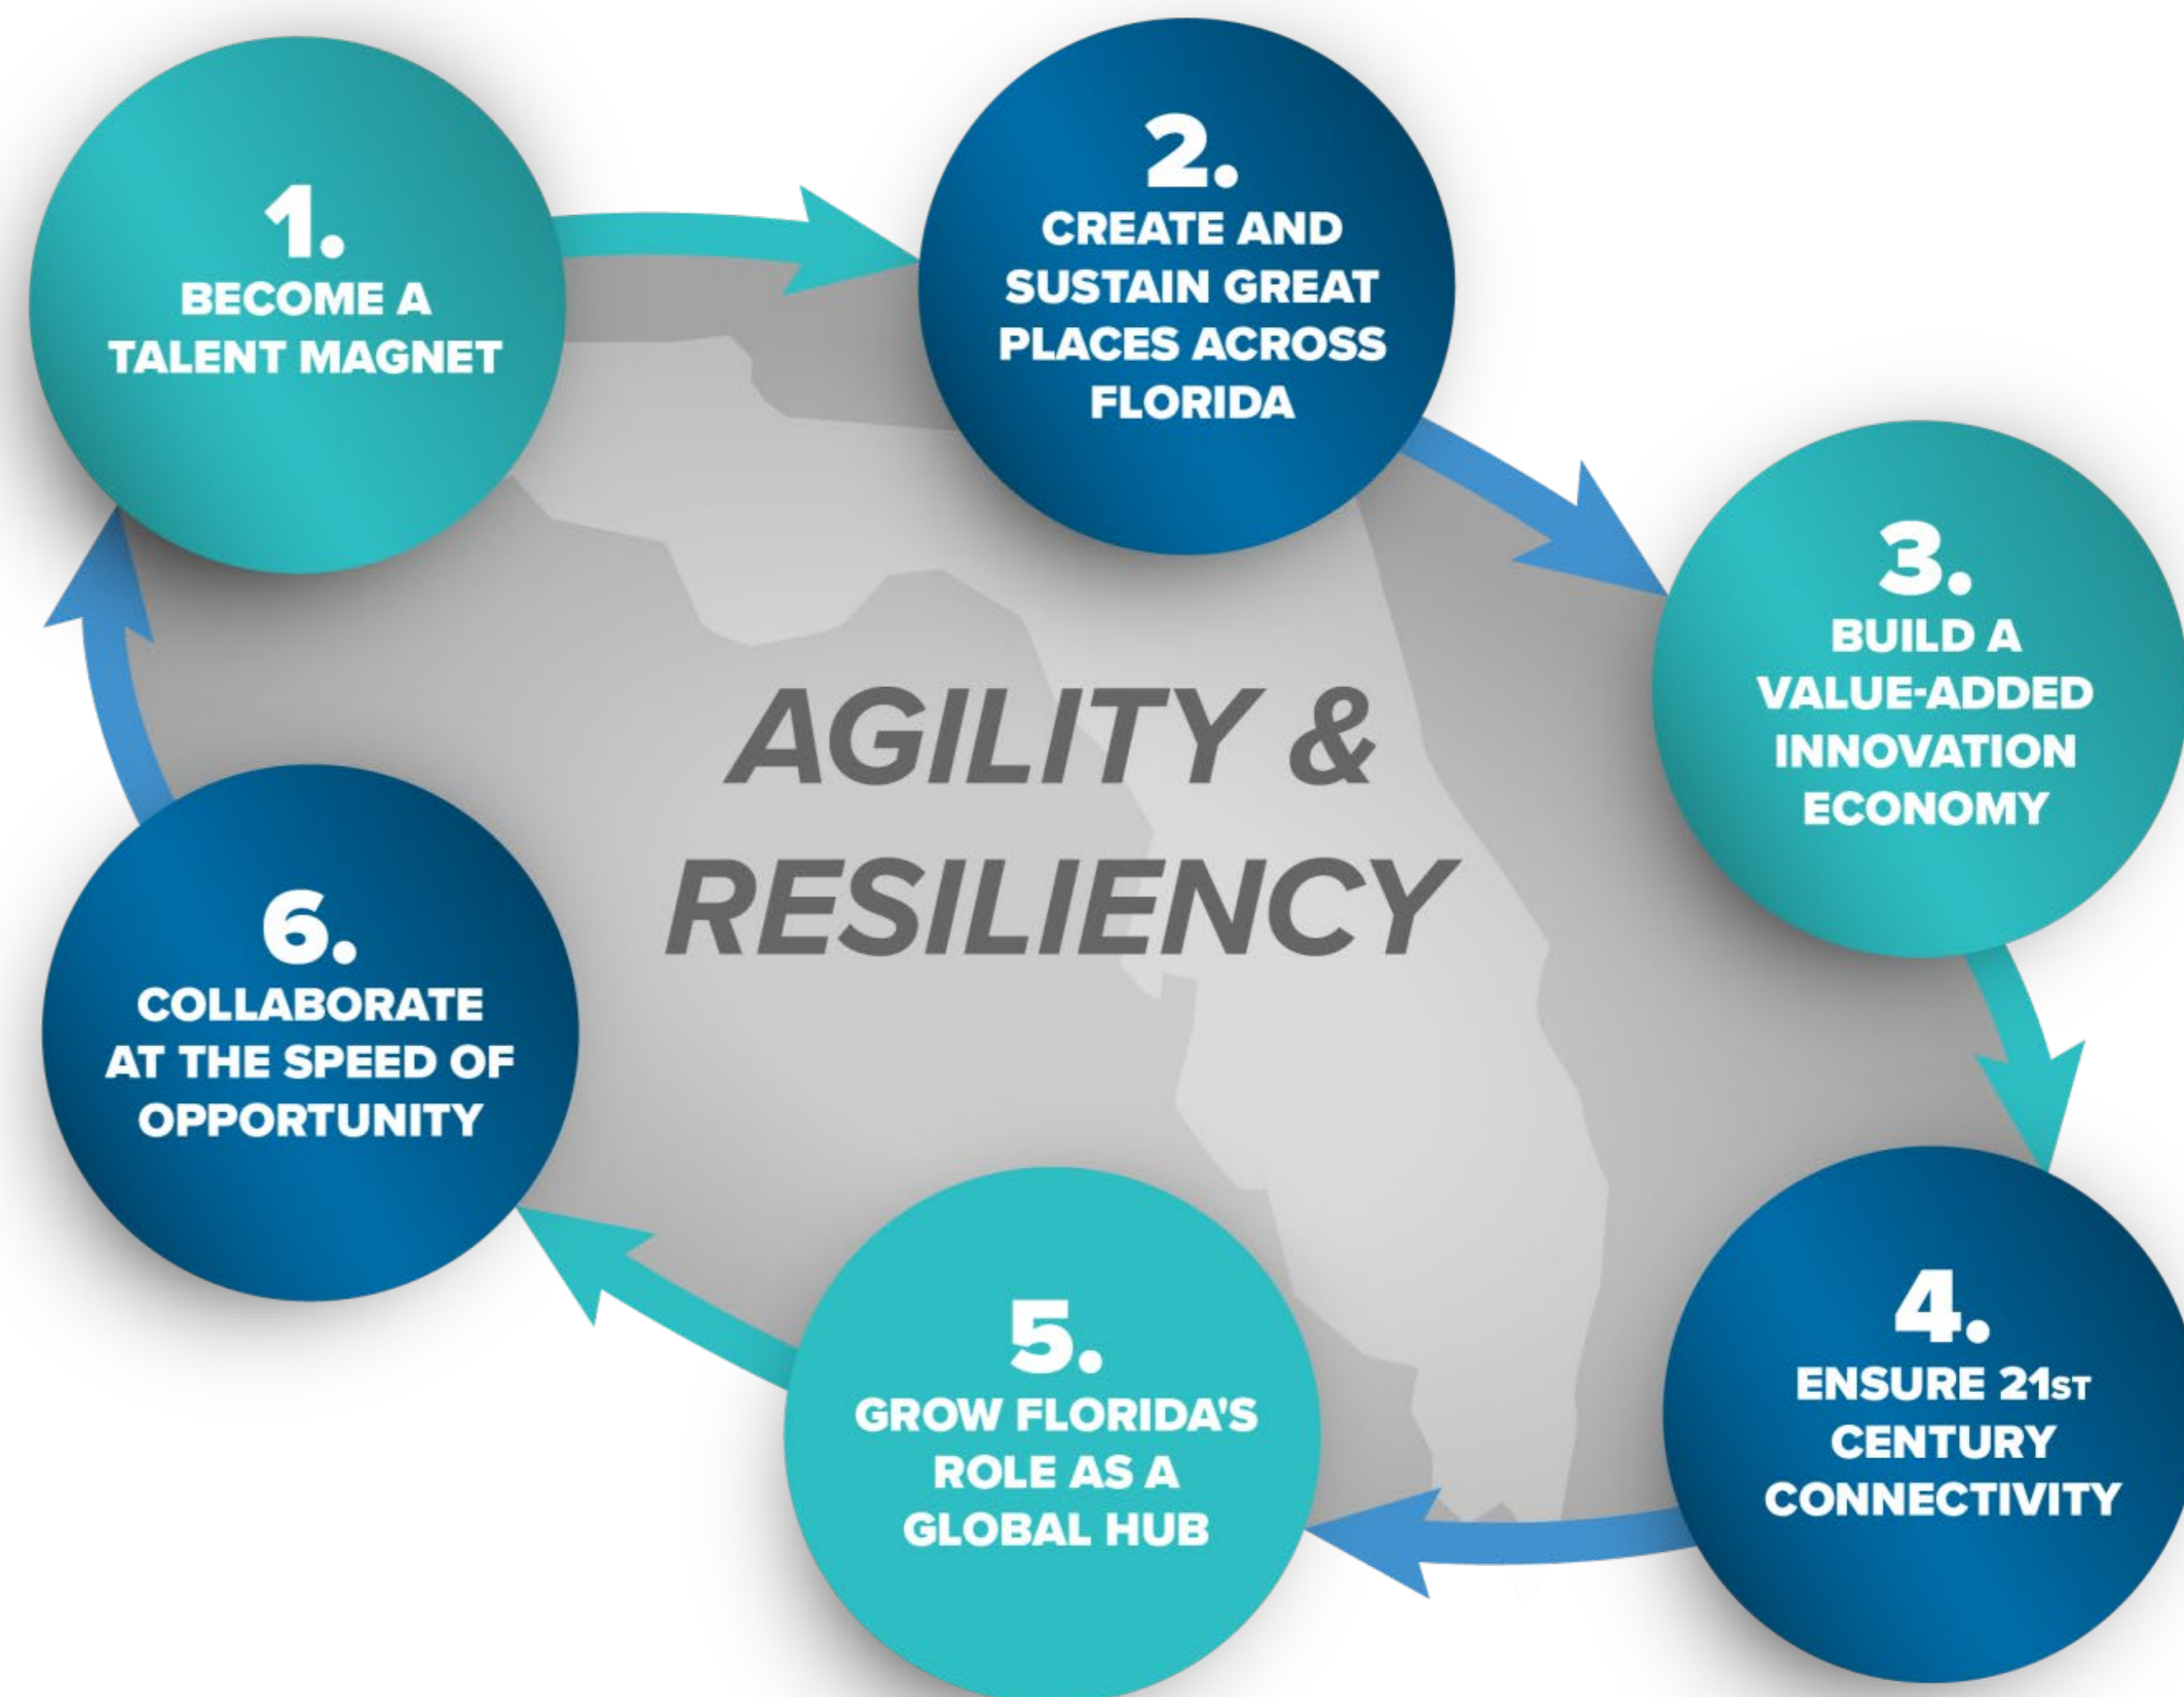 1.
BECOME A
TALENT MAGNET
2.
CREATE AND
SUSTAIN GREAT
PLACES ACROSS
FLORIDA
3.
BUILD A
VALUE-ADDED
INNOVATION
ECONOMY
AGILITY &
RESILIENCY
4.
ENSURE 21ST
CENTURY
CONNECTIVITY
5.
GROW FLORIDA'S
ROLE AS A
GLOBAL HUB
6.
COLLABORATE
AT THE SPEED OF
OPPORTUNITY